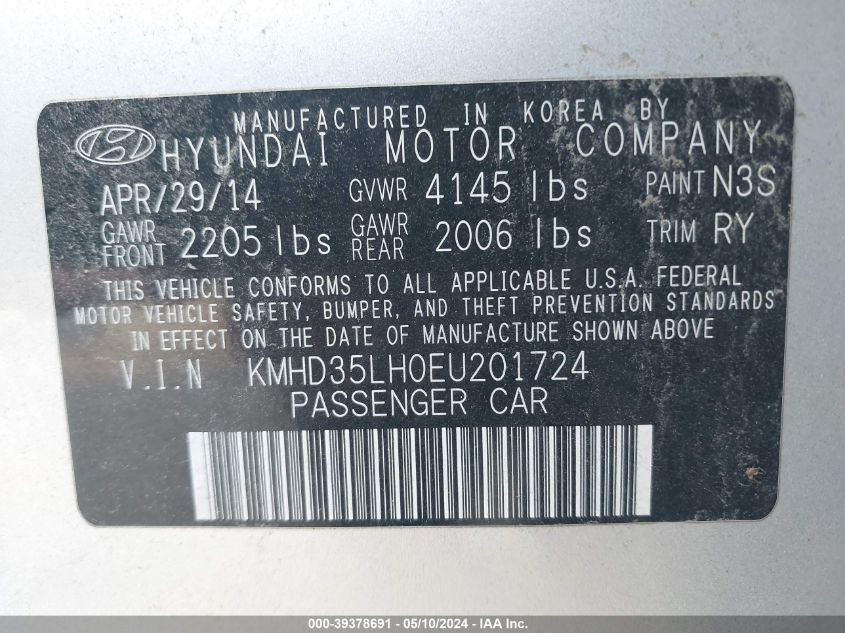 MANUFACTURED IN KOREA BY
HYUNDAI MOTOR COMPANY
APR/29/14 GVWR 4145 lbs PAINT N3S
GAWR FRONT 2205 lbs GAWR REAR 2006 lbs TRIM RY
THIS VEHICLE CONFORMS TO ALL APPLICABLE U.S.A. FEDERAL
MOTOR VEHICLE SAFETY, BUMPER, AND THEFT PREVENTION STANDARDS
IN EFFECT ON THE DATE OF MANUFACTURE SHOWN ABOVE
V.I.N KMHD35LH0EU201724
PASSENGER CAR
000-39378691 - 05/10/2024 - IAA Inc.